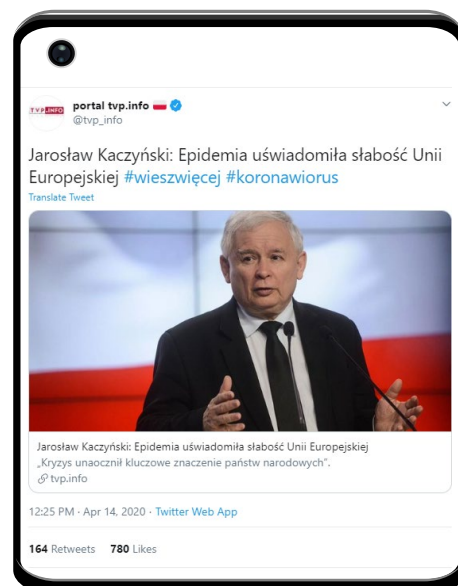 TVP INFO
portal tvp.info
@tvp_info
Jarosław Kaczyński: Epidemia uświadomiła słabość Unii
Europejskiej #wieszwięcej #koronawiorus
Translate Tweet
Jarosław Kaczyński: Epidemia uświadomiła słabość Unii Europejskiej
„Kryzys unaocznił kluczowe znaczenie państw narodowych”.
tvp.info
12:25 PM · Apr 14, 2020 · Twitter Web App
164 Retweets 780 Likes